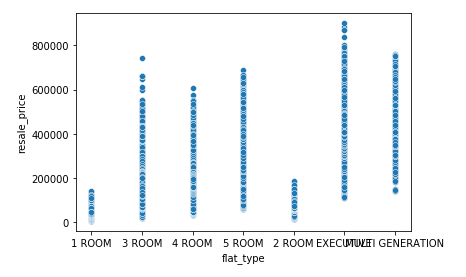 800000
600000
400000
200000
0
resale_price
1 ROOM 3 ROOM 4 ROOM 5 ROOM 2 ROOM EXECUTIVE MULTI GENERATION
flat_type